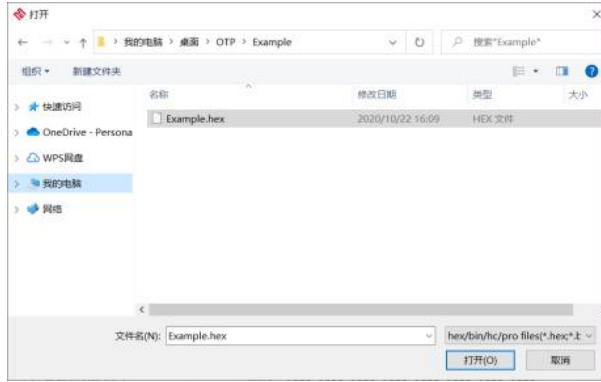 打开
我的电脑 > 桌面 > OTP > Example
搜索"Example"
组织 新建文件夹
名称 修改日期 类型 大小
快速访问
Example.hex 2020/10/22 16:09 HEX 文件
OneDrive - Persona
WPS网盘
我的电脑
网络
文件名(N): Example.hex hex/bin/hc/pro files(*.hex;*.b
打开(O) 取消